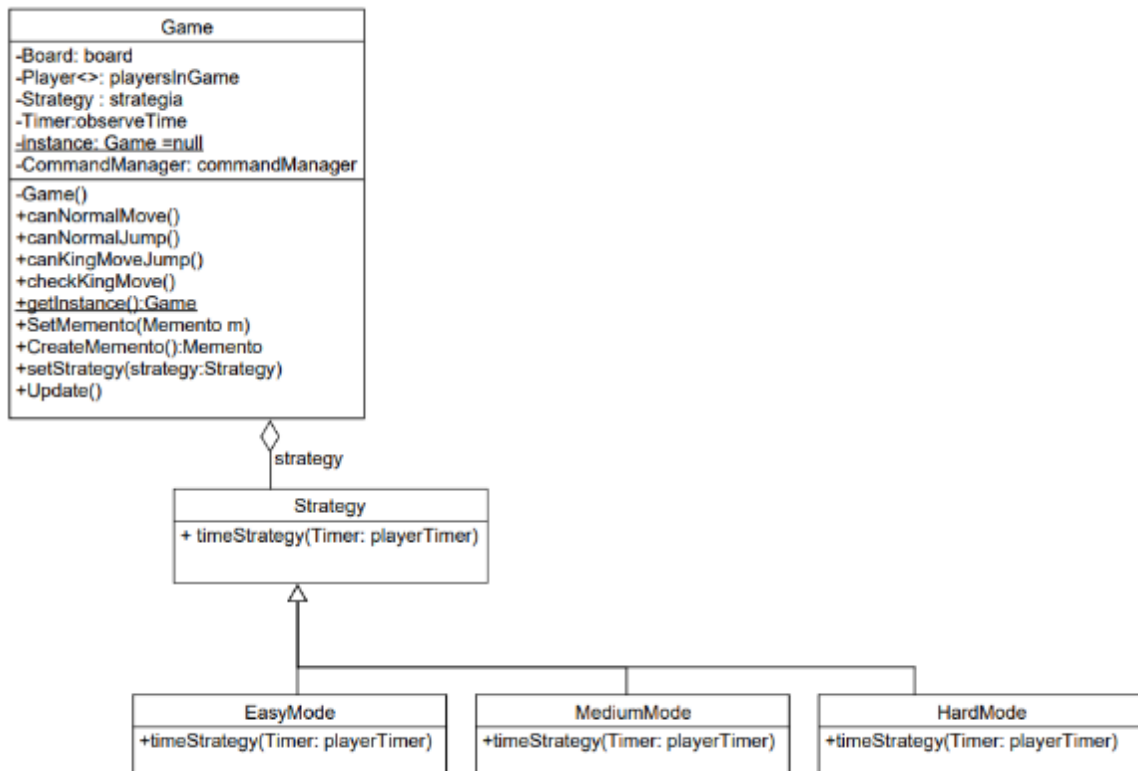 Game
-Board: board
-Player<>: playersInGame
-Strategy : strategia
-Timer:observeTime
-instance: Game =null
-CommandManager: commandManager
-Game()
+canNormalMove()
+canNormalJump()
+canKingMoveJump()
+checkKingMove()
+getInstance():Game
+SetMemento(Memento m)
+CreateMemento():Memento
+setStrategy(strategy:Strategy)
+Update()
strategy
Strategy
+ timeStrategy(Timer: playerTimer)
EasyMode
+timeStrategy(Timer: playerTimer)
MediumMode
+timeStrategy(Timer: playerTimer)
HardMode
+timeStrategy(Timer: playerTimer)